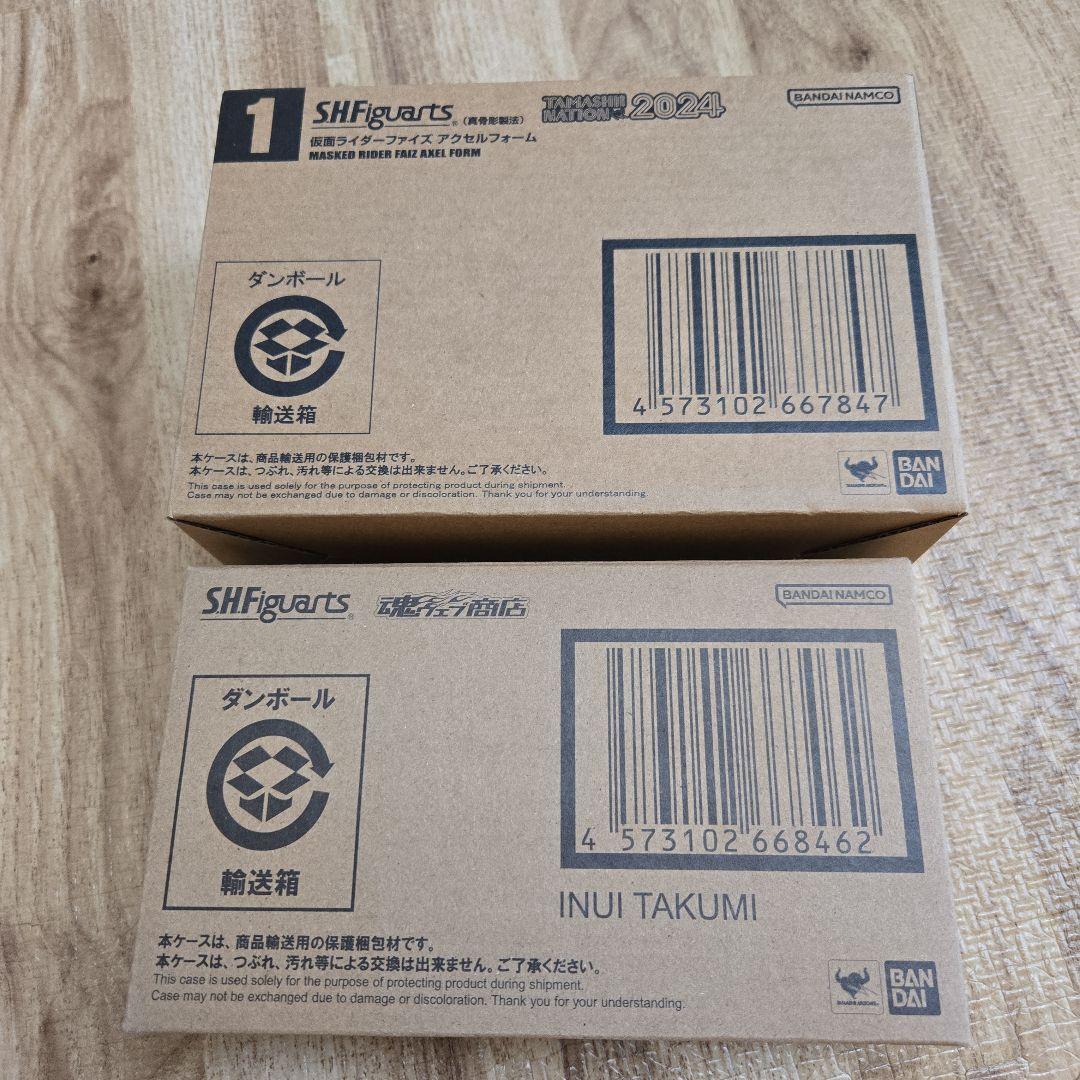 1
S.H.Figuarts (真骨彫製法) TAMASHII NATION 2024 BANDAI NAMCO
仮面ライダーファイズ アクセルフォーム
MASKED RIDER FAIZ AXEL FORM
ダンボール
輸送箱
4 573102 667847
本ケースは、商品輸送用の保護梱包材です。
本ケースは、つぶれ、汚れ等による交換は出来ません。ご了承ください。
This case is used solely for the purpose of protecting product during shipment.
Case may not be exchanged due to damage or discoloration. Thank you for your understanding.
BAN
DAI
S.H.Figuarts® 魂ウェブ商店 BANDAI NAMCO
ダンボール
輸送箱
4 573102 668462
INUI TAKUMI
本ケースは、商品輸送用の保護梱包材です。
本ケースは、つぶれ、汚れ等による交換は出来ません。ご了承ください。
This case is used solely for the purpose of protecting product during shipment.
Case may not be exchanged due to damage or discoloration. Thank you for your understanding.
BAN
DAI